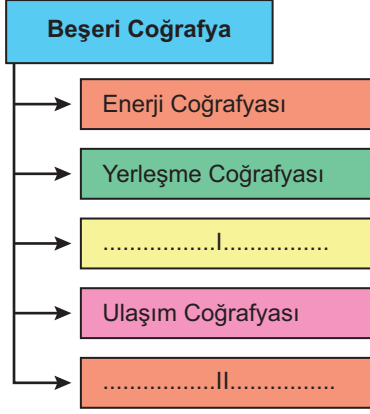 Beşeri Coğrafya
Enerji Coğrafyası
Yerleşme Coğrafyası
.................I................
Ulaşım Coğrafyası
.................II................